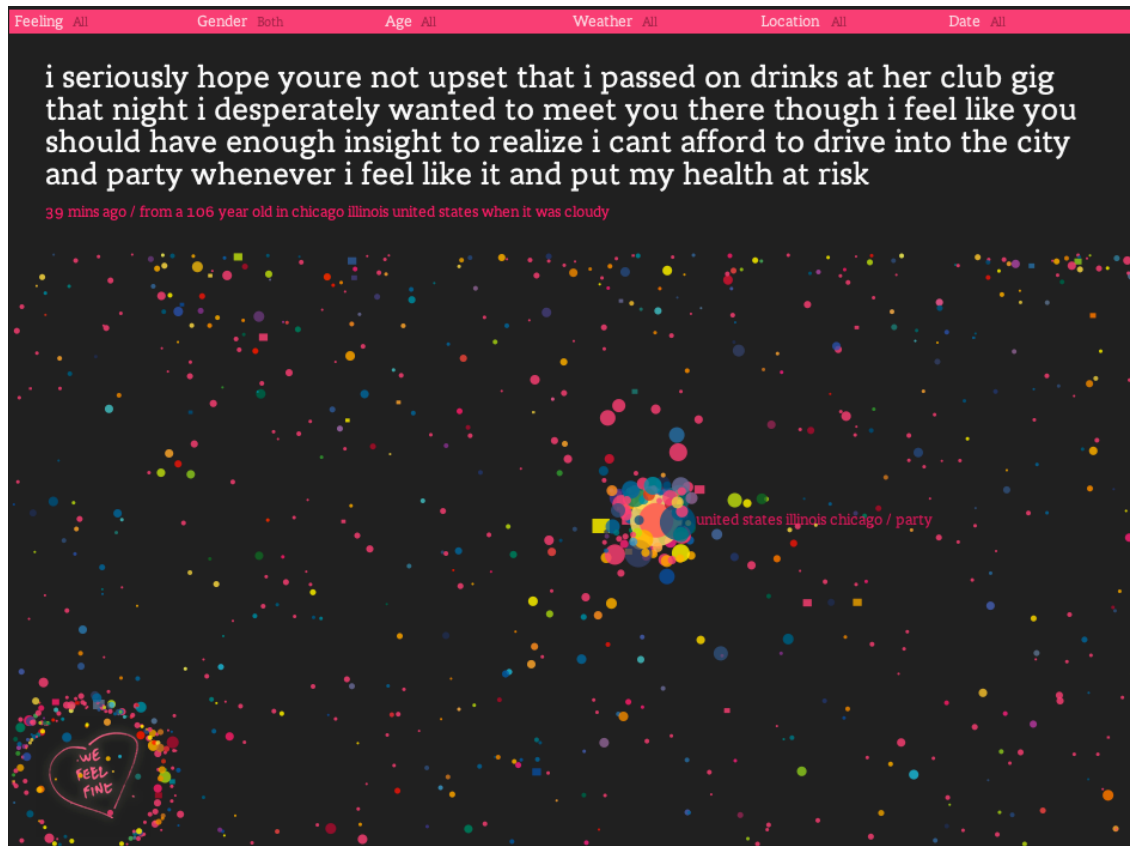 Feeling All Gender Both Age All Weather All Location All Date All
i seriously hope youre not upset that i passed on drinks at her club gig
that night i desperately wanted to meet you there though i feel like you
should have enough insight to realize i cant afford to drive into the city
and party whenever i feel like it and put my health at risk
39 mins ago / from a 106 year old in chicago illinois united states when it was cloudy
united states illinois chicago / party
WE
FEEL
FINE